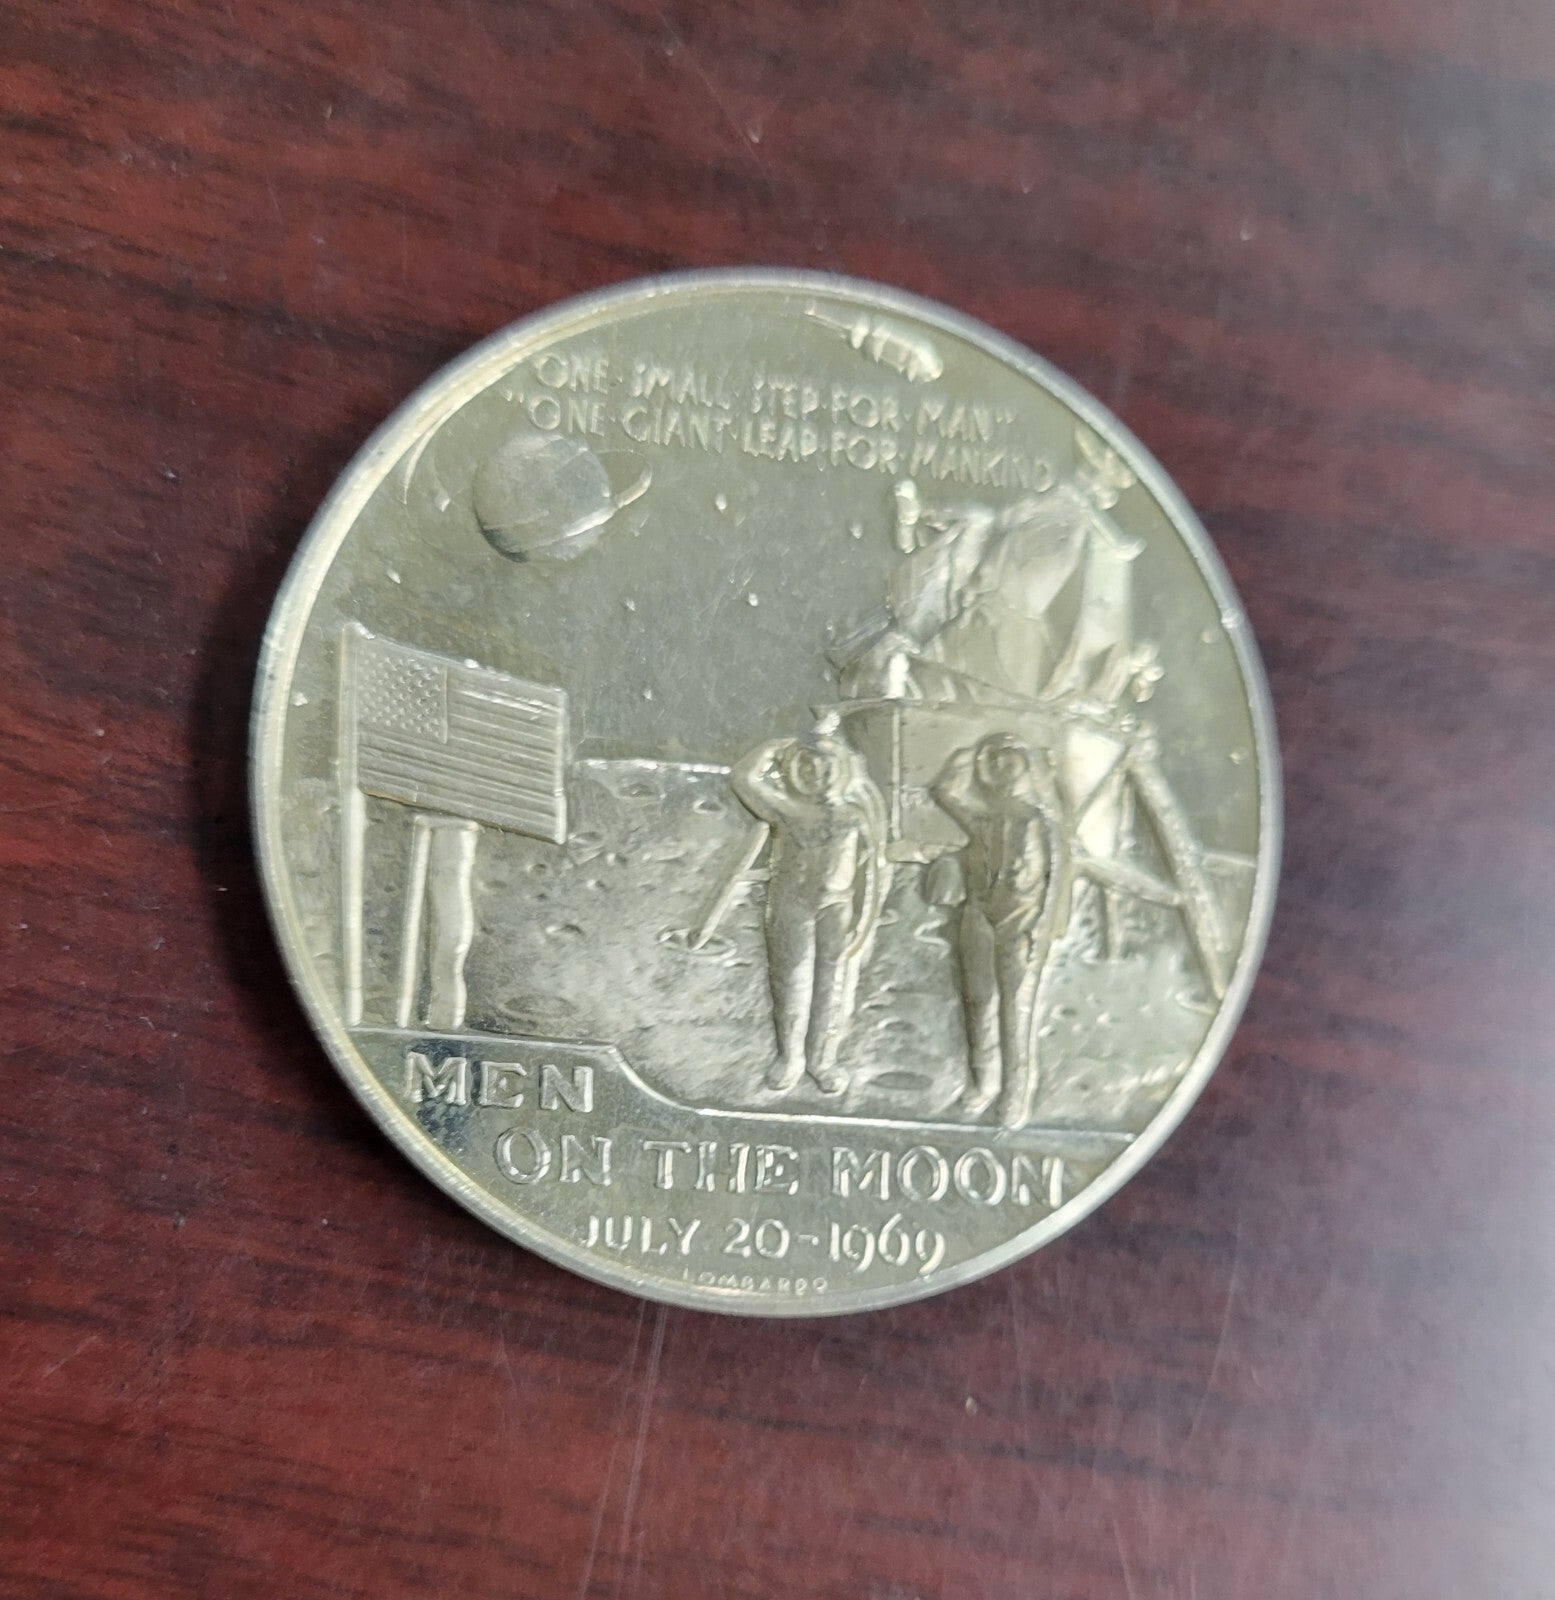 "ONE·SMALL·STEP·FOR·MAN"
"ONE·GIANT·LEAP·FOR·MANKIND
MEN
ON THE MOON
JULY 20-1969
LOMBARDO